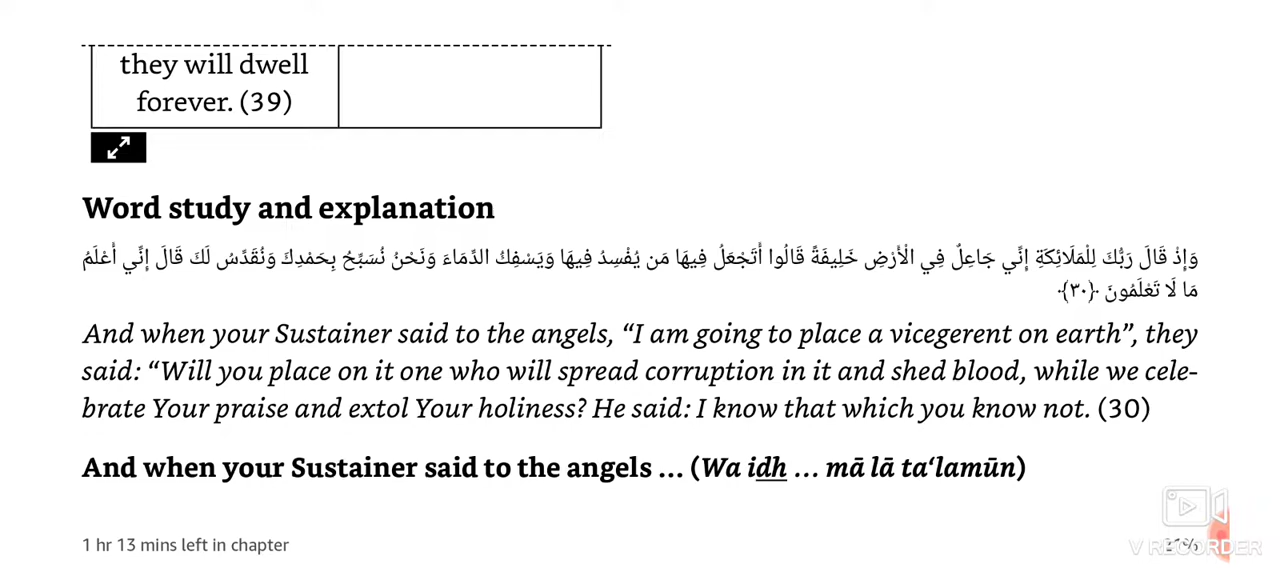 they will dwell
forever. (39)
Word study and explanation
وَإِذْ قَالَ رَبُّكَ لِلْمَلَائِكَةِ إِنِّي جَاعِلٌ فِي الْأَرْضِ خَلِيفَةً قَالُوا أَتَجْعَلُ فِيهَا مَن يُفْسِدُ فِيهَا وَيَسْفِكُ الدِّمَاءَ وَنَحْنُ نُسَبِّحُ بِحَمْدِكَ وَنُقَدِّسُ لَكَ قَالَ إِنِّي أَعْلَمُ
مَا لَا تَعْلَمُونَ ﴿٣٠﴾
And when your Sustainer said to the angels, “I am going to place a vicegerent on earth”, they
said: “Will you place on it one who will spread corruption in it and shed blood, while we cele-
brate Your praise and extol Your holiness? He said: I know that which you know not. (30)
And when your Sustainer said to the angels … (Wa idh … mā lā ta‘lamūn)
1 hr 13 mins left in chapter
V RECORDER